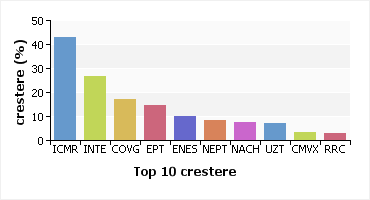 50
40
30
20
10
0
crestere (%)
ICMR INTE COVG EPT ENES NEPT NACH UZT CMVX RRC
Top 10 crestere